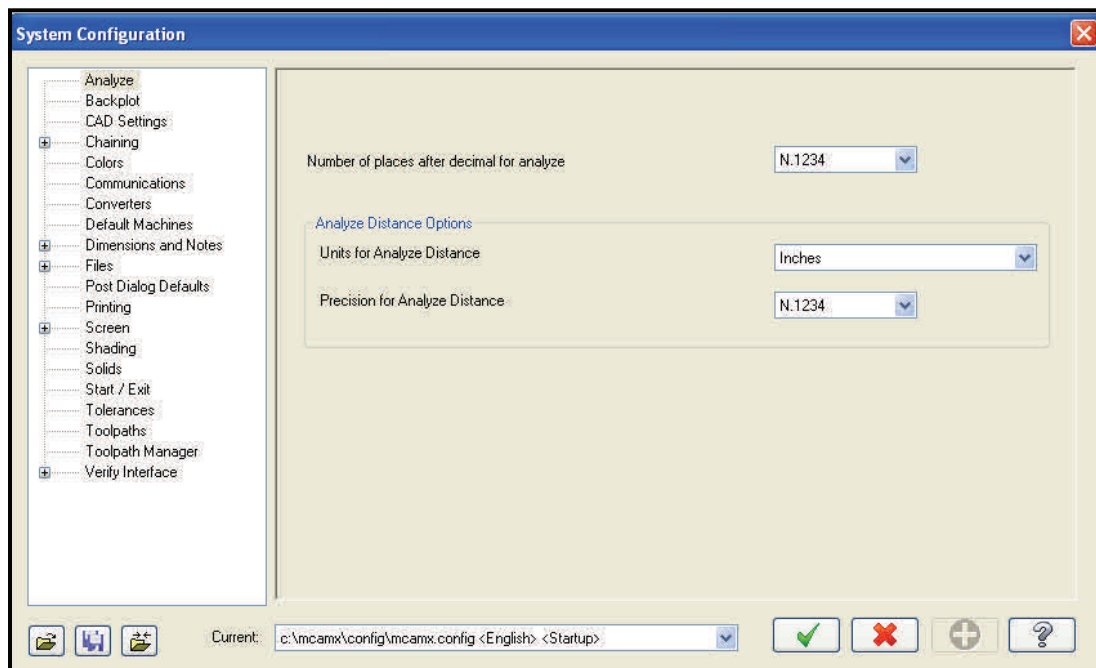 System Configuration
Analyze
Backplot
CAD Settings
Chaining
Colors
Communications
Converters
Default Machines
Dimensions and Notes
Files
Post Dialog Defaults
Printing
Screen
Shading
Solids
Start / Exit
Tolerances
Toolpaths
Toolpath Manager
Verify Interface
Number of places after decimal for analyze
N.1234
Analyze Distance Options
Units for Analyze Distance
Inches
Precision for Analyze Distance
N.1234
Current:
c:\mcamx\config\mcamx.config <English> <Startup>
?